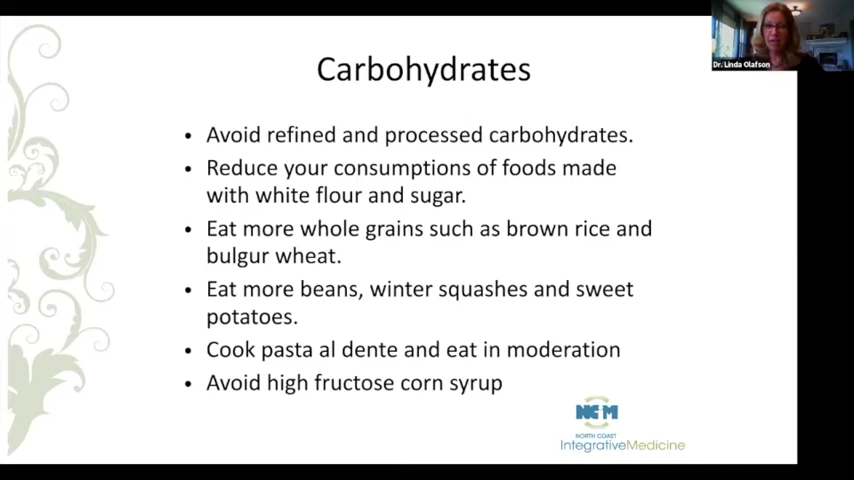 Dr. Linda Olafson
Carbohydrates
• Avoid refined and processed carbohydrates.
• Reduce your consumptions of foods made
with white flour and sugar.
• Eat more whole grains such as brown rice and
bulgur wheat.
• Eat more beans, winter squashes and sweet
potatoes.
• Cook pasta al dente and eat in moderation
• Avoid high fructose corn syrup
NCIM
NORTH COAST
IntegrativeMedicine